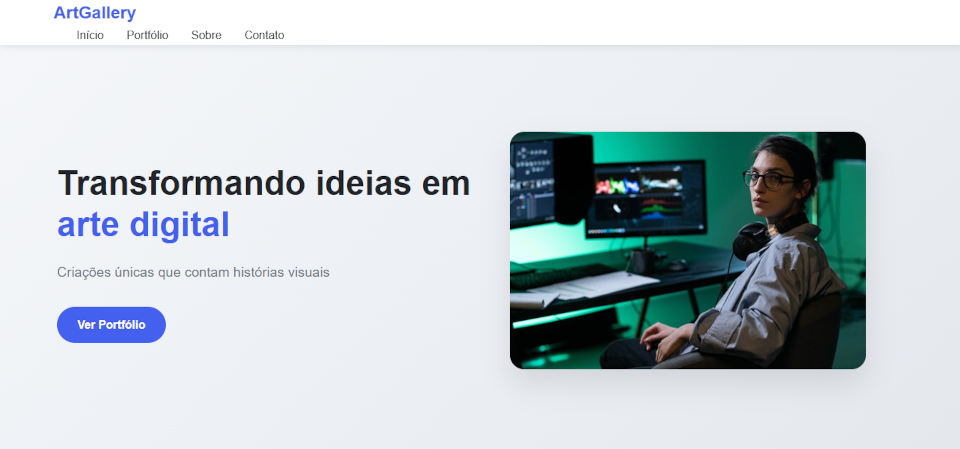 ArtGallery
Início Portfólio Sobre Contato
Transformando ideias em
arte digital
Criações únicas que contam histórias visuais
Ver Portfólio